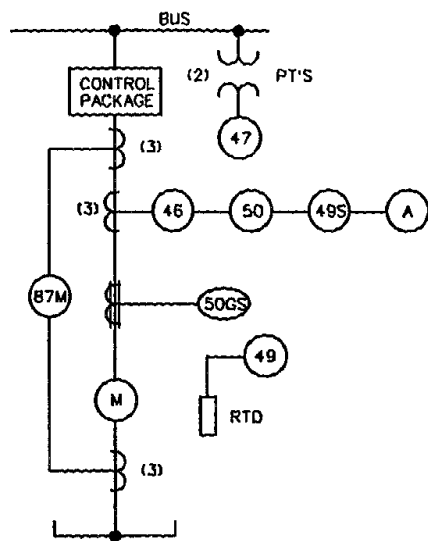 BUS
(2) PT'S
CONTROL
PACKAGE
47
(3)
(3)
46 50 49S A
87M
50GS
49
M
RTD
(3)